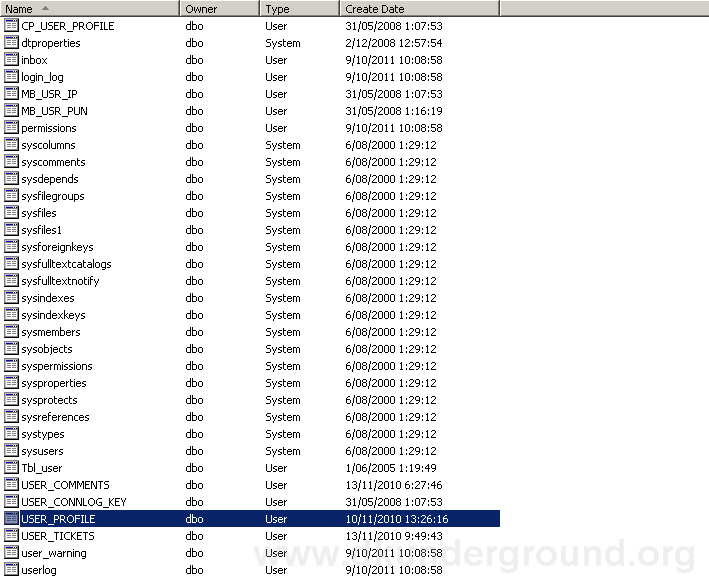 Name Owner Type Create Date
CP_USER_PROFILE dbo User 31/05/2008 1:07:53
dtproperties dbo System 2/12/2008 12:57:54
inbox dbo User 9/10/2011 10:08:58
login_log dbo User 9/10/2011 10:08:58
MB_USR_IP dbo User 31/05/2008 1:07:53
MB_USR_PUN dbo User 31/05/2008 1:16:19
permissions dbo User 9/10/2011 10:08:58
syscolumns dbo System 6/08/2000 1:29:12
syscomments dbo System 6/08/2000 1:29:12
sysdepends dbo System 6/08/2000 1:29:12
sysfilegroups dbo System 6/08/2000 1:29:12
sysfiles dbo System 6/08/2000 1:29:12
sysfiles1 dbo System 6/08/2000 1:29:12
sysforeignkeys dbo System 6/08/2000 1:29:12
sysfulltextcatalogs dbo System 6/08/2000 1:29:12
sysfulltextnotify dbo System 6/08/2000 1:29:12
sysindexes dbo System 6/08/2000 1:29:12
sysindexkeys dbo System 6/08/2000 1:29:12
sysmembers dbo System 6/08/2000 1:29:12
sysobjects dbo System 6/08/2000 1:29:12
syspermissions dbo System 6/08/2000 1:29:12
sysproperties dbo System 6/08/2000 1:29:12
sysprotects dbo System 6/08/2000 1:29:12
sysreferences dbo System 6/08/2000 1:29:12
systypes dbo System 6/08/2000 1:29:12
sysusers dbo System 6/08/2000 1:29:12
Tbl_user dbo User 1/06/2005 1:19:49
USER_COMMENTS dbo User 13/11/2010 6:27:46
USER_CONNLOG_KEY dbo User 31/05/2008 1:07:53
USER_PROFILE dbo User 10/11/2010 13:26:16
USER_TICKETS dbo User 13/11/2010 9:49:43
user_warning dbo User 9/10/2011 10:08:58
userlog dbo User 9/10/2011 10:08:58